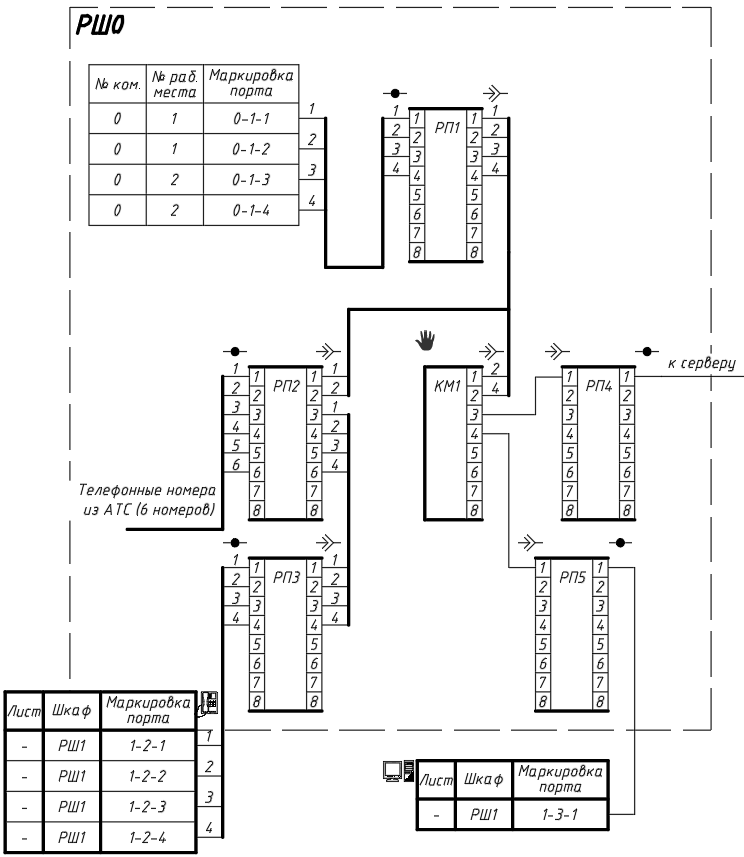 РШ0
№ ком. № раб. места Маркировка порта
0 1 0-1-1 1
0 1 0-1-2 2
0 2 0-1-3 3
0 2 0-1-4 4
РП1
1 1 1 1
2 2 2 2
3 3 3 3
4 4 4 4
5 5
6 6
7 7
8 8
РП2
1 1 1 1
2 2 2 2
3 3 3 1
4 4 4 2
5 5 5 3
6 6 6 4
7 7
8 8
КМ1
1 2
2 4
3
4
5
6
7
8
РП4
1 1
2 2
3 3
4 4
5 5
6 6
7 7
8 8
к серверу
Телефонные номера
из АТС (6 номеров)
РП3
1 1 1 1
2 2 2 2
3 3 3 3
4 4 4 4
5 5
6 6
7 7
8 8
РП5
1 1
2 2
3 3
4 4
5 5
6 6
7 7
8 8
Лист Шкаф Маркировка порта
- РШ1 1-2-1 1
- РШ1 1-2-2 2
- РШ1 1-2-3 3
- РШ1 1-2-4 4
Лист Шкаф Маркировка порта
- РШ1 1-3-1